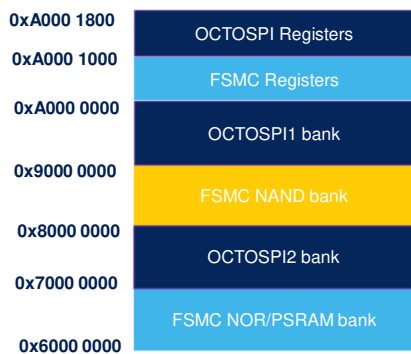 0xA000 1800
OCTOSPI Registers
0xA000 1000
FSMC Registers
0xA000 0000
OCTOSPI1 bank
0x9000 0000
FSMC NAND bank
0x8000 0000
OCTOSPI2 bank
0x7000 0000
FSMC NOR/PSRAM bank
0x6000 0000